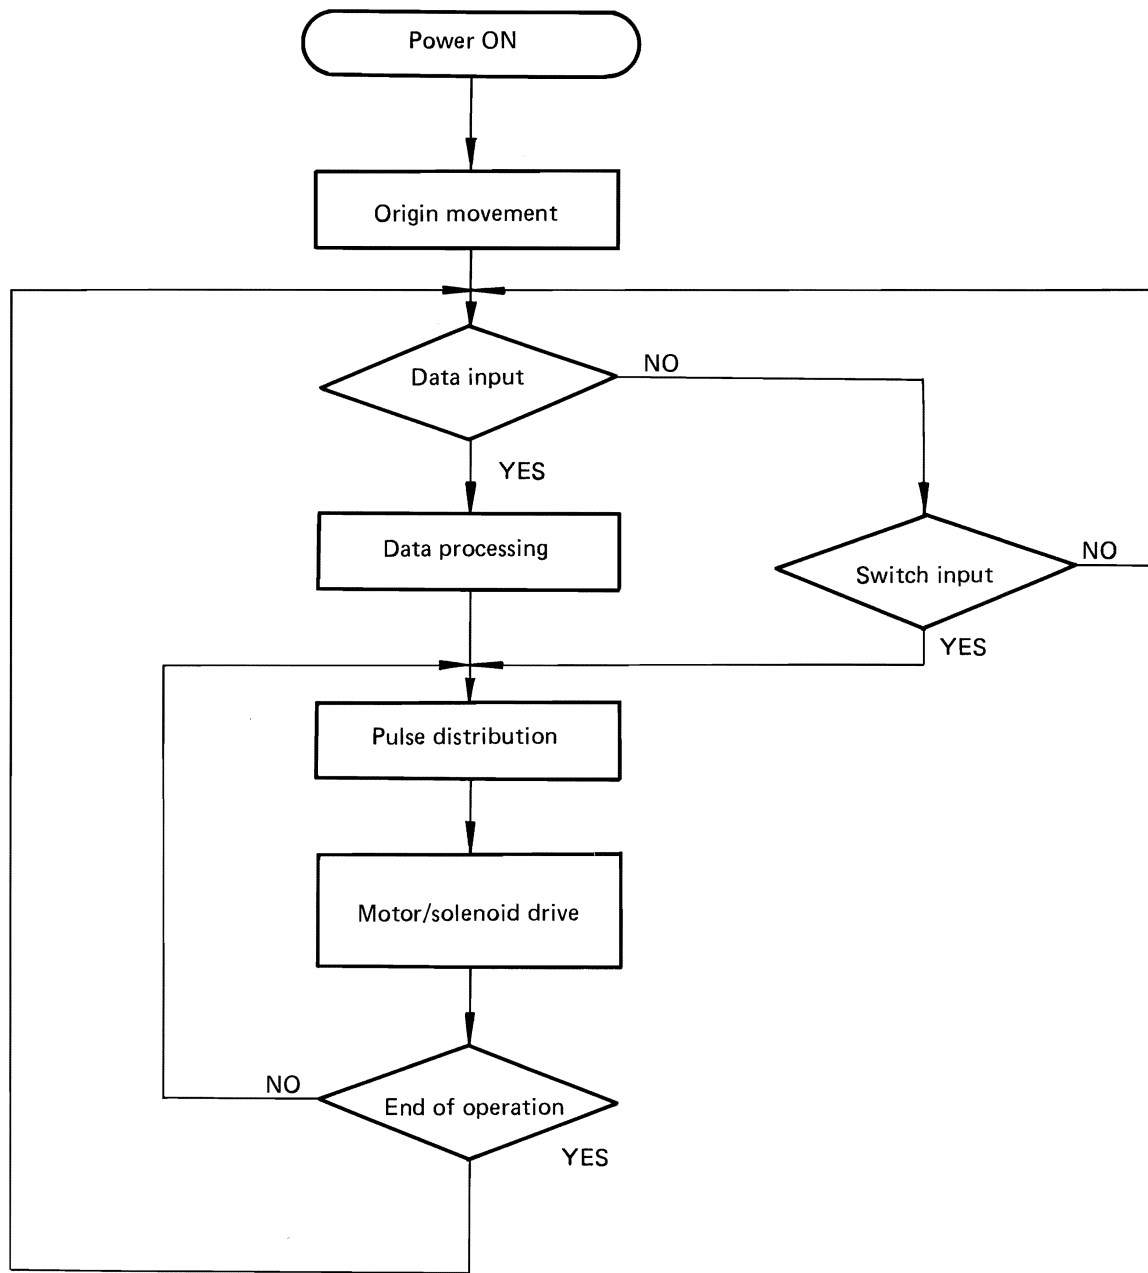 Power ON
Origin movement
Data input
NO
YES
Data processing
Switch input
NO
YES
Pulse distribution
Motor/solenoid drive
NO
End of operation
YES